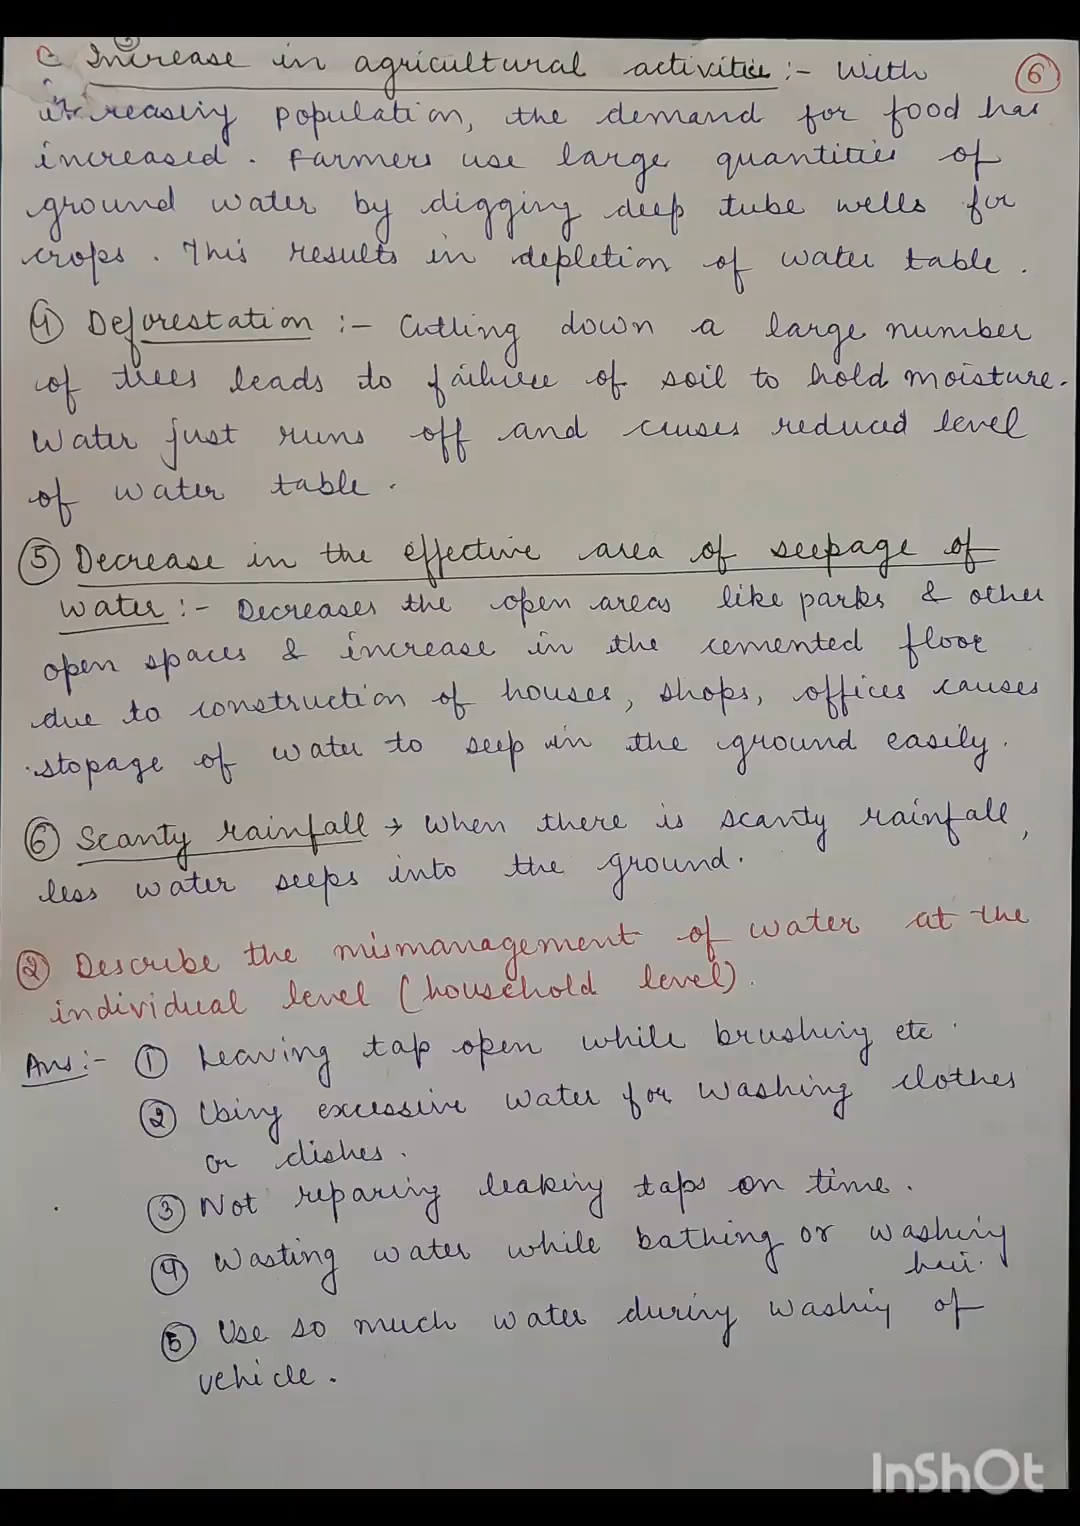 ③ Increase in agricultural activities :- With
⑥
increasing population, the demand for food has
increased. Farmers use large quantities of
ground water by digging deep tube wells for
crops. This results in depletion of water table.
④ Deforestation :- Cutting down a large number
of trees leads to failure of soil to hold moisture.
Water just runs off and causes reduced level
of water table.
⑤ Decrease in the effective area of seepage of
water :- Decreases the open areas like parks & other
open spaces & increase in the cemented floor
due to construction of houses, shops, offices causes
stopage of water to seep in the ground easily.
⑥ Scanty rainfall → When there is scanty rainfall,
less water seeps into the ground.
② Describe the mismanagement of water at the
individual level (household level).
Ans:- ① Leaving tap open while brushing etc.
② Using excessive water for washing clothes
or dishes.
③ Not reparing leaking taps on time.
④ Wasting water while bathing or washing
hair.
⑤ Use so much water during washing of
vehicle.
InShOt